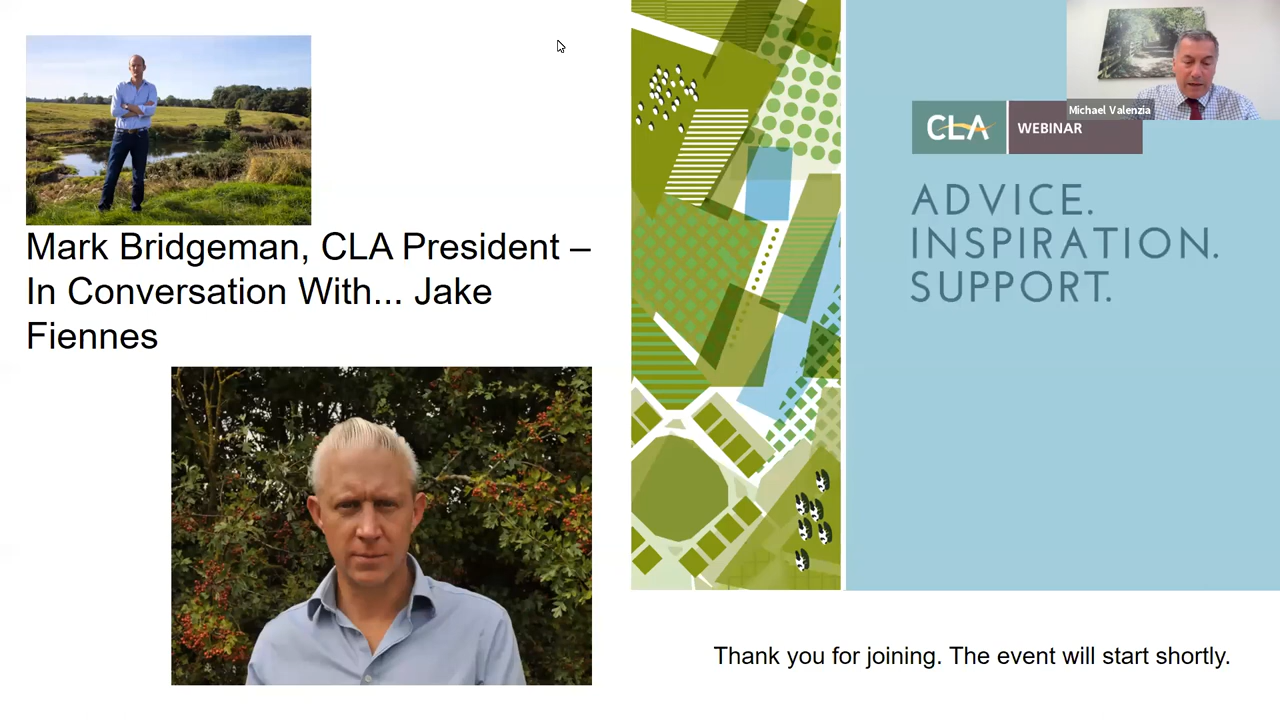 Mark Bridgeman, CLA President –
In Conversation With... Jake
Fiennes
Michael Valenzia
CLA WEBINAR
ADVICE.
INSPIRATION.
SUPPORT.
Thank you for joining. The event will start shortly.